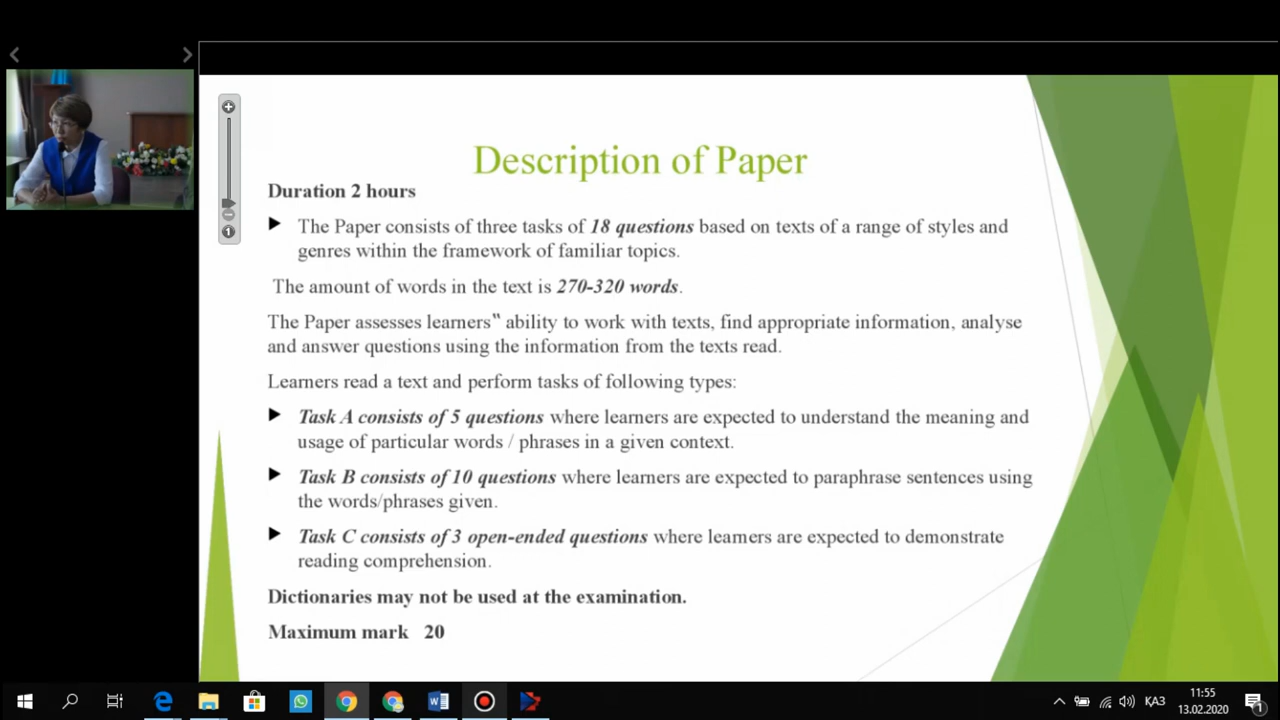 Description of Paper
Duration 2 hours
The Paper consists of three tasks of 18 questions based on texts of a range of styles and
genres within the framework of familiar topics.
The amount of words in the text is 270-320 words.
The Paper assesses learners‟ ability to work with texts, find appropriate information, analyse
and answer questions using the information from the texts read.
Learners read a text and perform tasks of following types:
Task A consists of 5 questions where learners are expected to understand the meaning and
usage of particular words / phrases in a given context.
Task B consists of 10 questions where learners are expected to paraphrase sentences using
the words/phrases given.
Task C consists of 3 open-ended questions where learners are expected to demonstrate
reading comprehension.
Dictionaries may not be used at the examination.
Maximum mark 20
ҚАЗ
11:55
13.02.2020
1